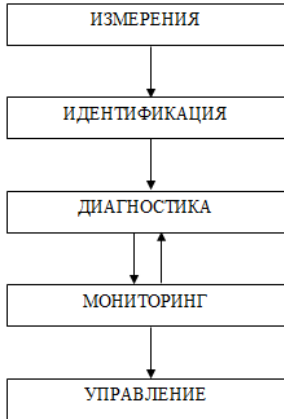 ИЗМЕРЕНИЯ
ИДЕНТИФИКАЦИЯ
ДИАГНОСТИКА
МОНИТОРИНГ
УПРАВЛЕНИЕ